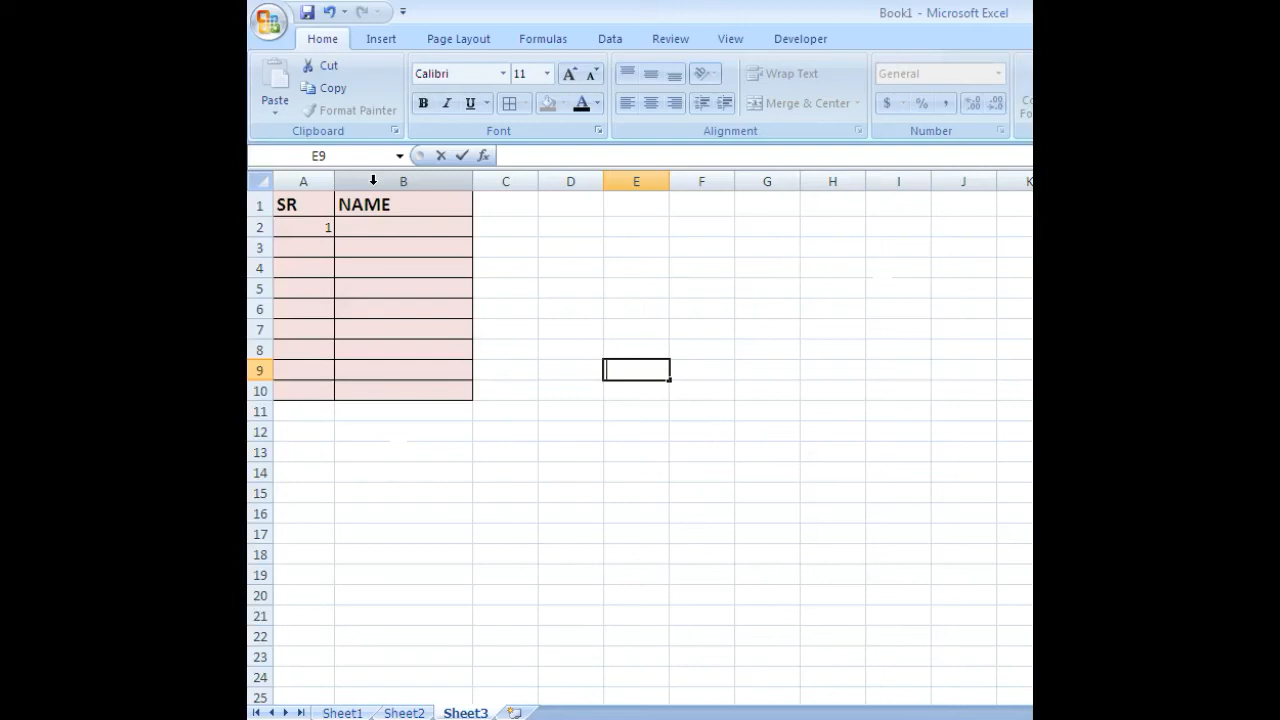 Book1 - Microsoft Excel
Home Insert Page Layout Formulas Data Review View Developer
Paste
Cut
Copy
Format Painter
Clipboard
Calibri 11
B I U A
Font
Wrap Text
Merge & Center
Alignment
General
$ % ,
Number
E9 fx
A B C D E F G H I J K
1 SR NAME
2 1
3
4
5
6
7
8
9
10
11
12
13
14
15
16
17
18
19
20
21
22
23
24
25
Sheet1 Sheet2 Sheet3